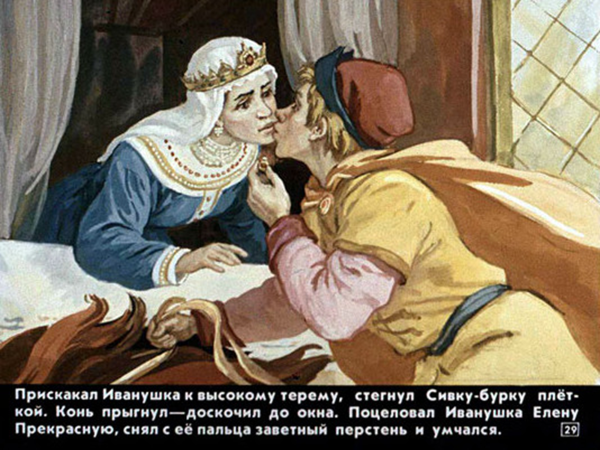 Прискакал Иванушка к высокому терему, стегнул Сивку-бурку плёт-
кой. Конь прыгнул—доскочил до окна. Поцеловал Иванушка Елену
Прекрасную, снял с её пальца заветный перстень и умчался.
29